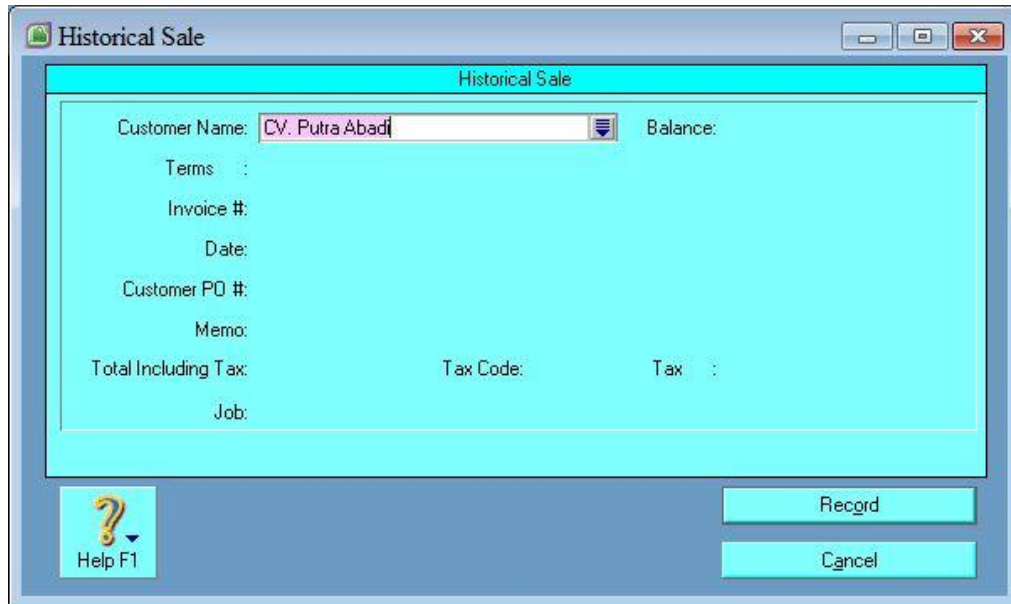 Historical Sale
Historical Sale
Customer Name: CV. Putra Abadi Balance:
Terms :
Invoice #:
Date:
Customer PO #:
Memo:
Total Including Tax: Tax Code: Tax :
Job:
Help F1
Record
Cancel